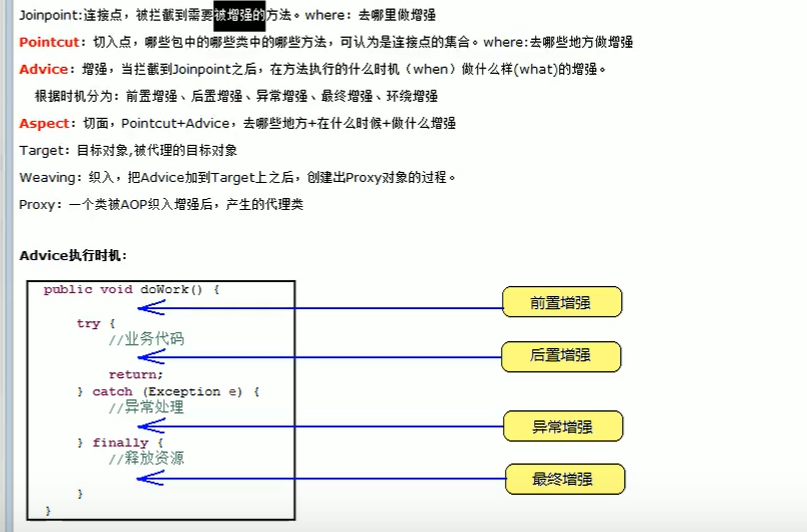 Joinpoint:连接点，被拦截到需要被增强的方法。where：去哪里做增强
Pointcut：切入点，哪些包中的哪些类中的哪些方法，可认为是连接点的集合。where:去哪些地方做增强
Advice：增强，当拦截到Joinpoint之后，在方法执行的什么时机（when）做什么样(what)的增强。
根据时机分为：前置增强、后置增强、异常增强、最终增强、环绕增强
Aspect：切面，Pointcut+Advice，去哪些地方+在什么时候+做什么增强
Target：目标对象,被代理的目标对象
Weaving：织入，把Advice加到Target上之后，创建出Proxy对象的过程。
Proxy：一个类被AOP织入增强后，产生的代理类
Advice执行时机：
public void doWork() {
前置增强
try {
//业务代码
后置增强
return;
} catch (Exception e) {
//异常处理
异常增强
} finally {
//释放资源
最终增强
}
}